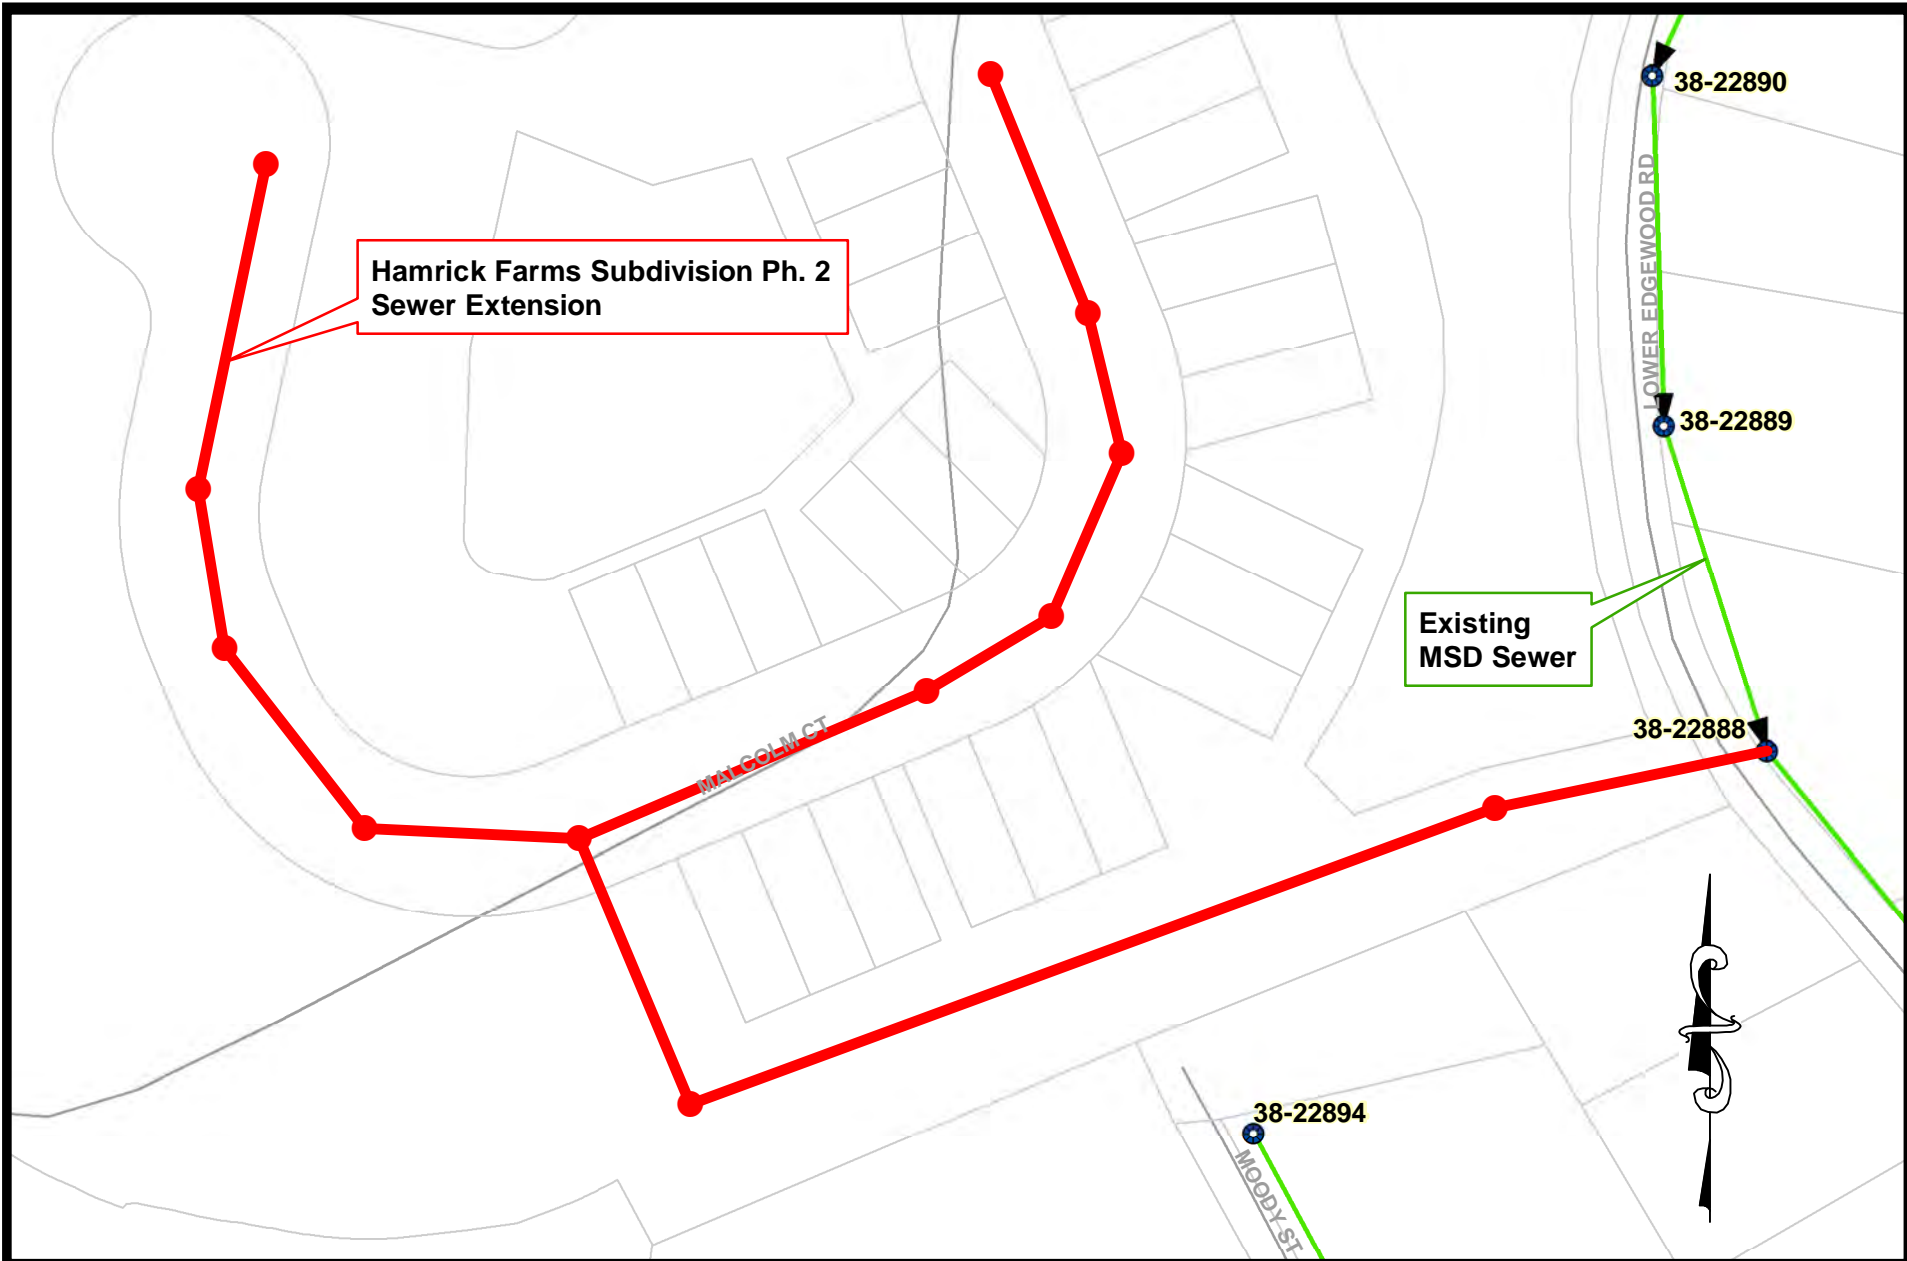 38-22890
LOWER EDGEWOOD RD
Hamrick Farms Subdivision Ph. 2
Sewer Extension
38-22889
Existing
MSD Sewer
38-22888
MALCOLM CT
38-22894
MOODY ST